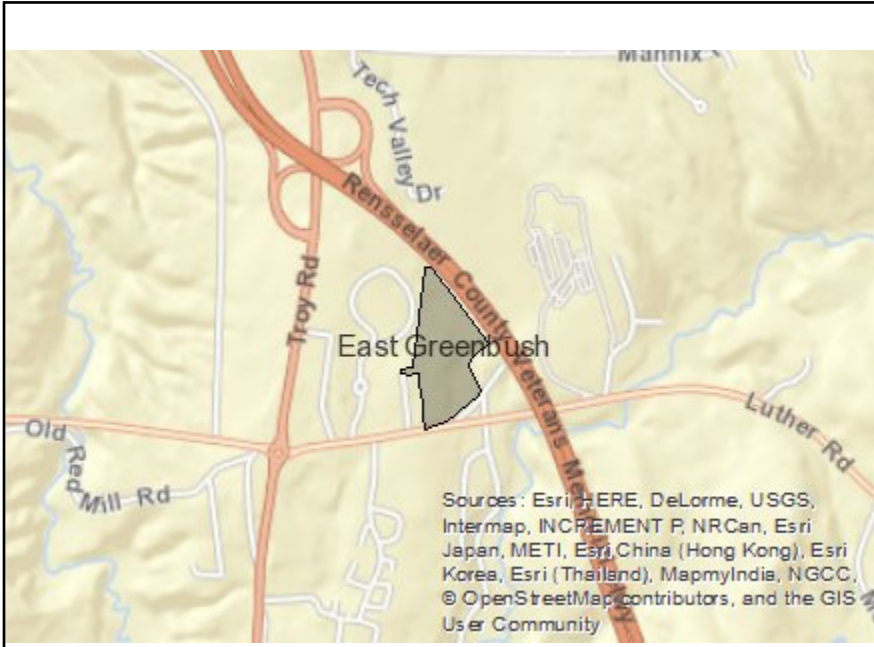 Mannix
Tech Valley Dr
Rensselaer County Veterans Memorial Hwy
Troy Rd
East Greenbush
Luther Rd
Old Red Mill Rd
Sources: Esri, HERE, DeLorme, USGS,
Intermap, INCREMENT P, NRCan, Esri
Japan, METI, Esri China (Hong Kong), Esri
Korea, Esri (Thailand), MapmyIndia, NGCC,
© OpenStreetMap contributors, and the GIS
User Community